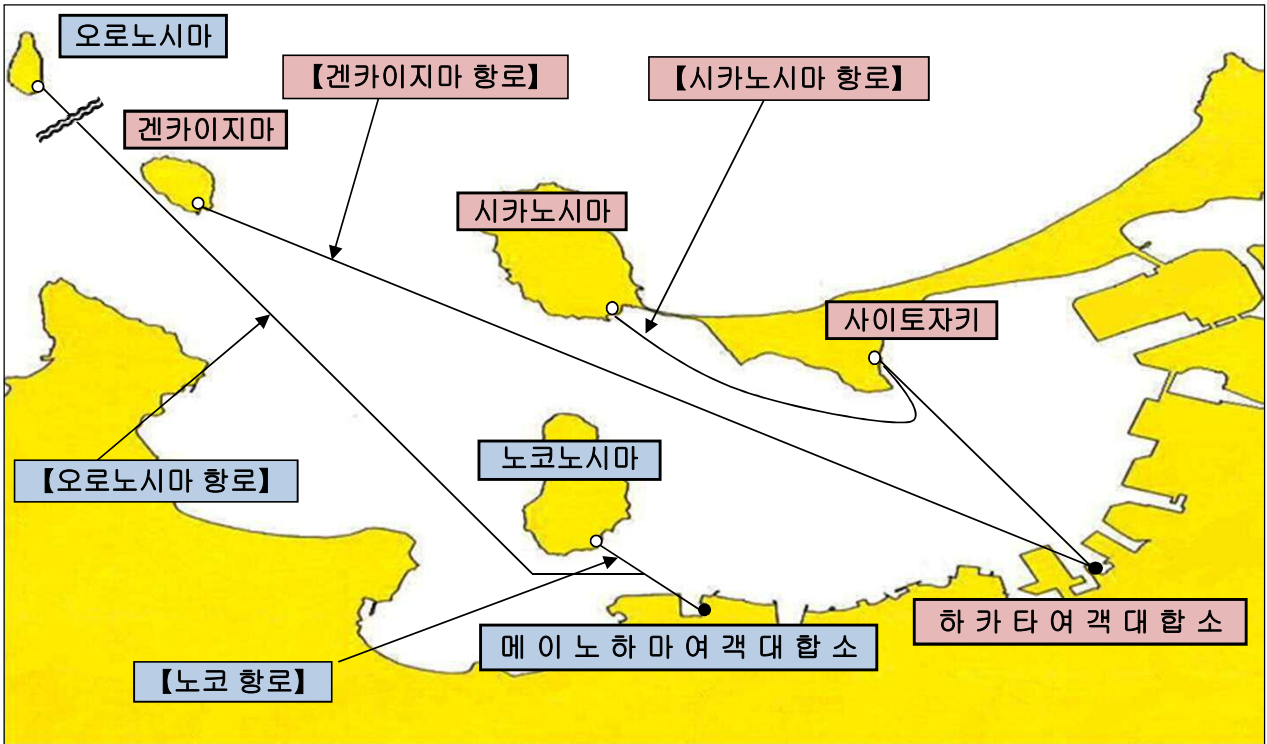 오로노시마
【겐카이지마 항로】
【시카노시마 항로】
겐카이지마
시카노시마
사이토자키
노코노시마
【오로노시마 항로】
하 카 타 여 객 대 합 소
메 이 노 하 마 여 객 대 합 소
【노코 항로】